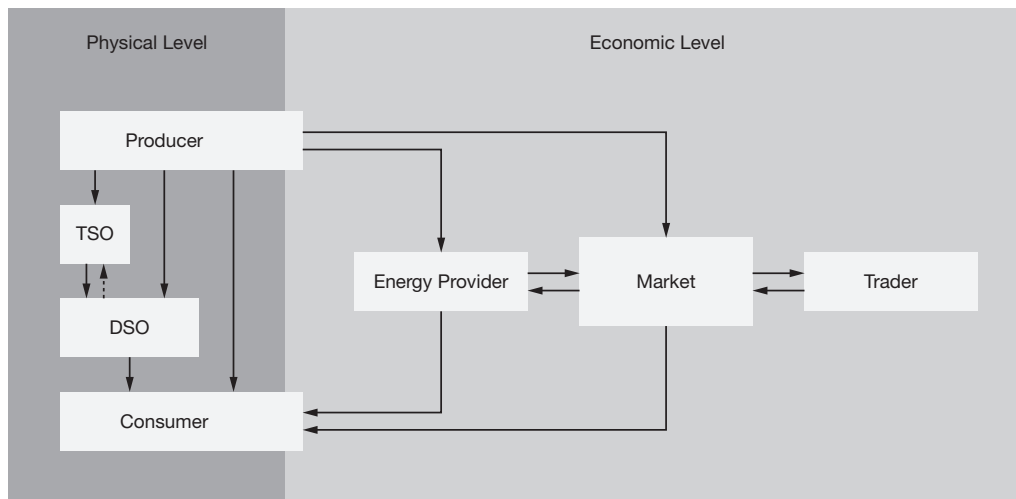 Physical Level
Economic Level
Producer
TSO
Energy Provider
Market
Trader
DSO
Consumer